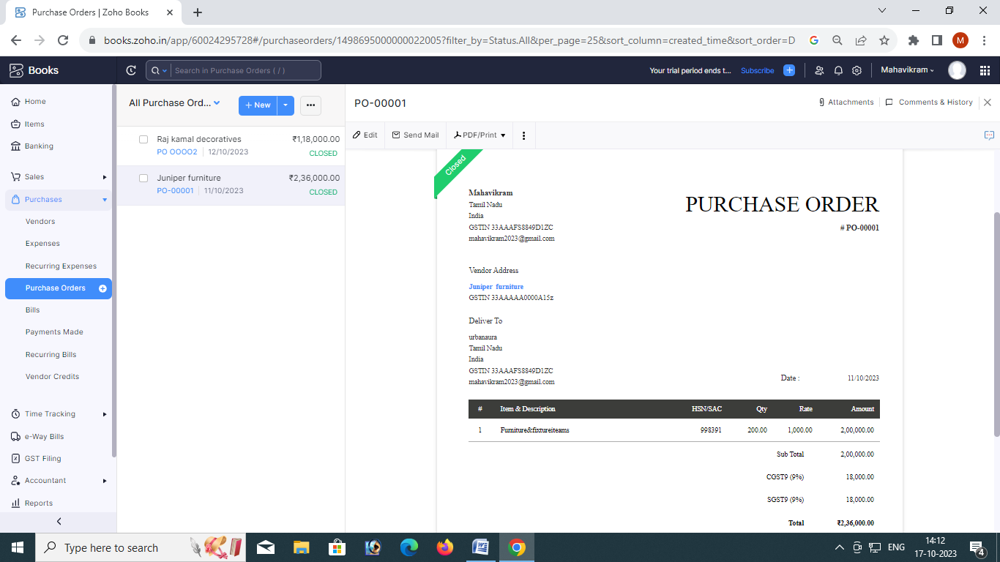 Purchase Orders | Zoho Books
books.zoho.in/app/60024295728#/purchaseorders/1498695000000022005?filter_by=Status.All&per_page=25&sort_column=created_time&sort_order=D
M
Books
Search in Purchase Orders ( / )
Your trial period ends t...
Subscribe
Mahavikram
Home
Items
Banking
Sales
Purchases
Vendors
Expenses
Recurring Expenses
Purchase Orders
Bills
Payments Made
Recurring Bills
Vendor Credits
Time Tracking
e-Way Bills
GST Filing
Accountant
Reports
All Purchase Ord...
+ New
Raj kamal decoratives ₹1,18,000.00
PO OOOO2 12/10/2023 CLOSED
Juniper furniture ₹2,36,000.00
PO-00001 11/10/2023 CLOSED
PO-00001
Attachments
Comments & History
Edit
Send Mail
PDF/Print
Closed
Mahavikram
Tamil Nadu
India
GSTIN 33AAAFS8849D1ZC
mahavikram2023@gmail.com
PURCHASE ORDER
# PO-00001
Vendor Address
Juniper furniture
GSTIN 33AAAAA0000A15z
Deliver To
urbanaura
Tamil Nadu
India
GSTIN 33AAAFS8849D1ZC
mahavikram2023@gmail.com
Date : 11/10/2023
# Item & Description HSN/SAC Qty Rate Amount
1 Furniture&fixtureiteams 998391 200.00 1,000.00 2,00,000.00
Sub Total 2,00,000.00
CGST9 (9%) 18,000.00
SGST9 (9%) 18,000.00
Total ₹2,36,000.00
Type here to search
ENG
14:12
17-10-2023
4